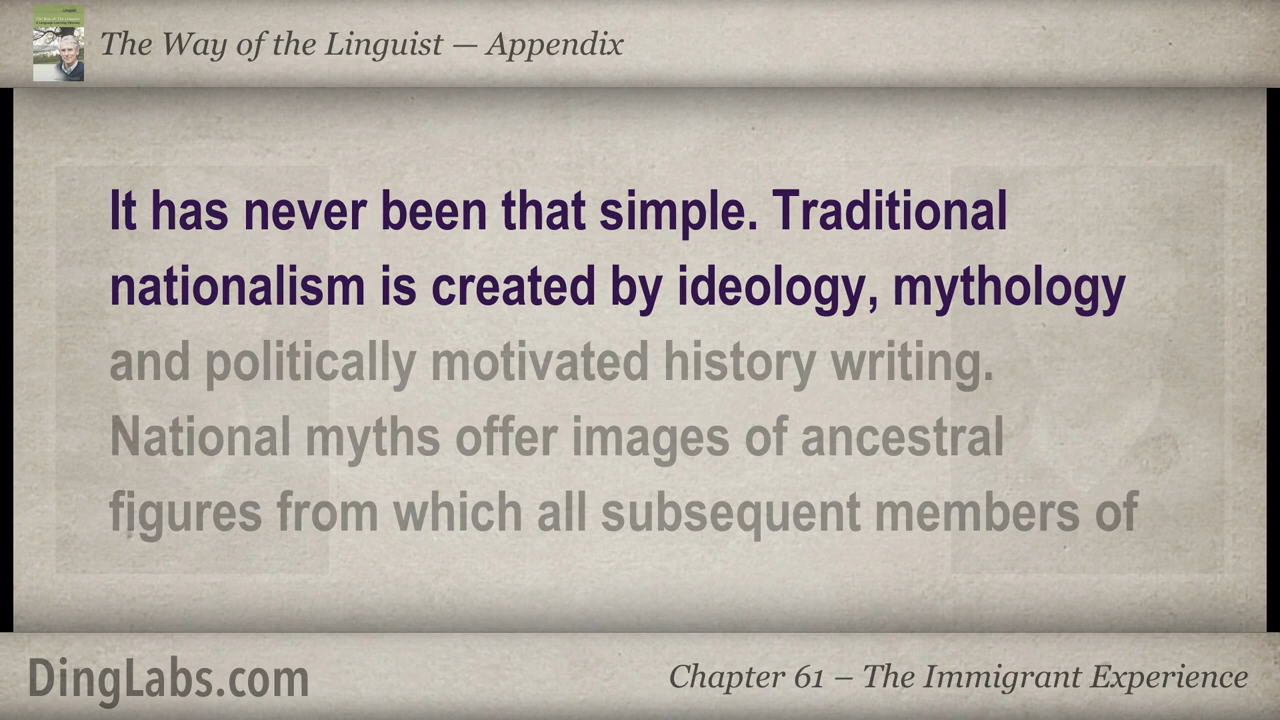 The Way of the Linguist — Appendix
It has never been that simple. Traditional
nationalism is created by ideology, mythology
and politically motivated history writing.
National myths offer images of ancestral
figures from which all subsequent members of
DingLabs.com
Chapter 61 – The Immigrant Experience